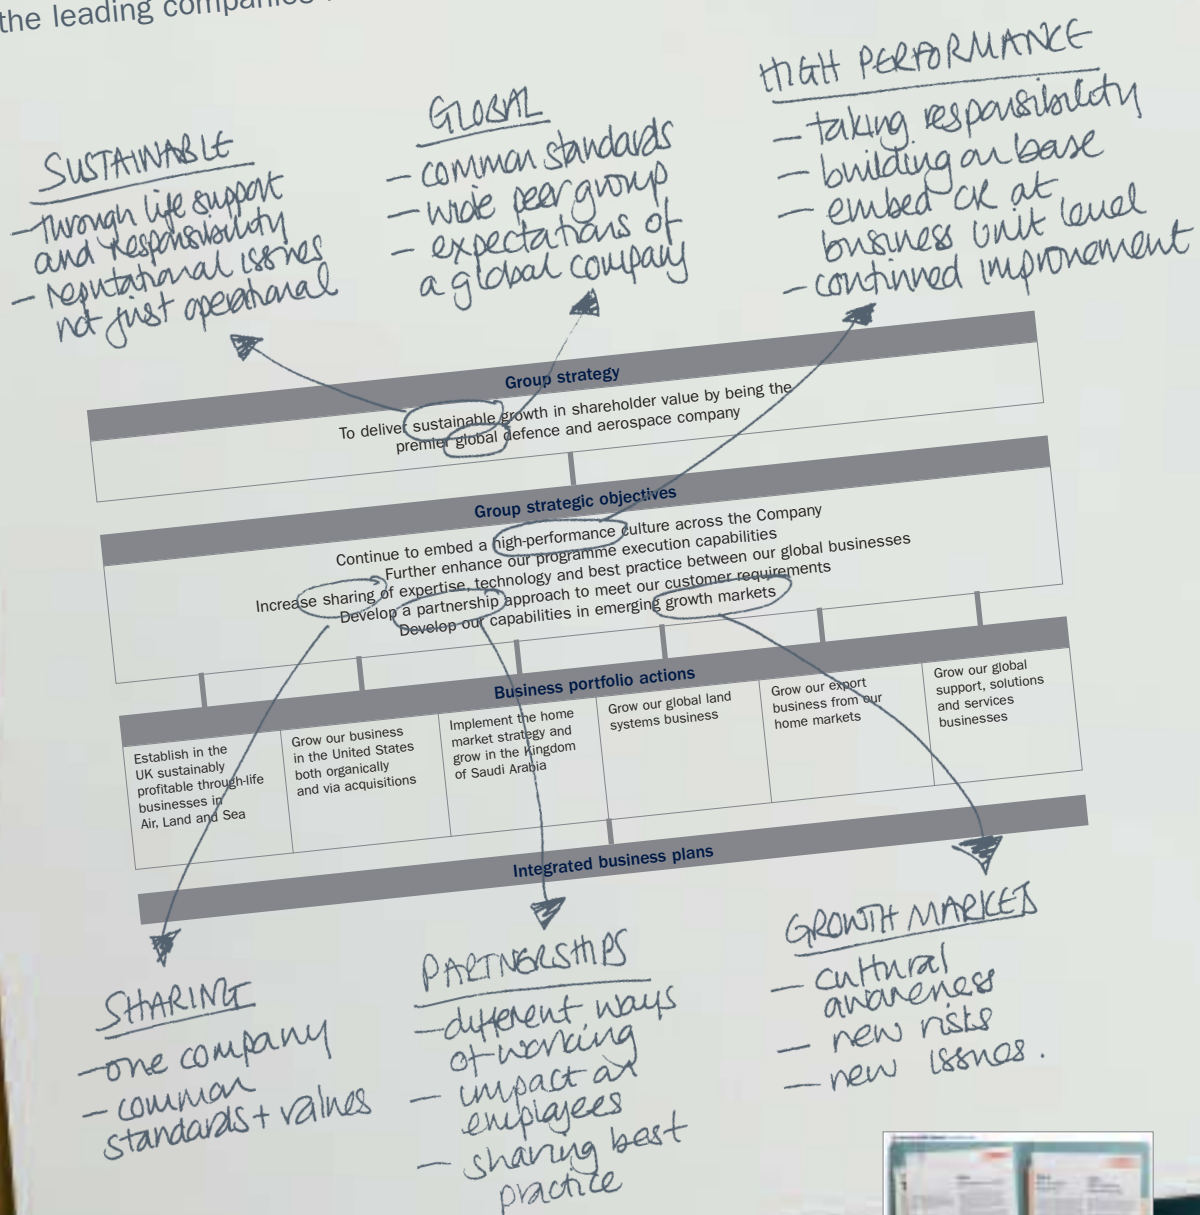 the leading companies
HIGH PERFORMANCE
- taking responsibility
- building on base
- embed CR at
business unit level
- continued improvement
GLOBAL
- common standards
- wide peer group
- expectations of
a global company
SUSTAINABLE
- Through life support
and responsibility
- reputational issues
not just operational
Group strategy
To deliver sustainable growth in shareholder value by being the
premier global defence and aerospace company
Group strategic objectives
Continue to embed a high-performance culture across the Company
Further enhance our programme execution capabilities
Increase sharing of expertise, technology and best practice between our global businesses
Develop a partnership approach to meet our customer requirements
Develop our capabilities in emerging growth markets
Business portfolio actions
Establish in the
UK sustainably
profitable through-life
businesses in
Air, Land and Sea
Grow our business
in the United States
both organically
and via acquisitions
Implement the home
market strategy and
grow in the Kingdom
of Saudi Arabia
Grow our global land
systems business
Grow our export
business from our
home markets
Grow our global
support, solutions
and services
businesses
Integrated business plans
SHARING
- one company
- common
standards + values
PARTNERSHIPS
- different ways
of working
- impact on
employees
- sharing best
practice
GROWTH MARKETS
- cultural
awareness
- new risks
- new issues.